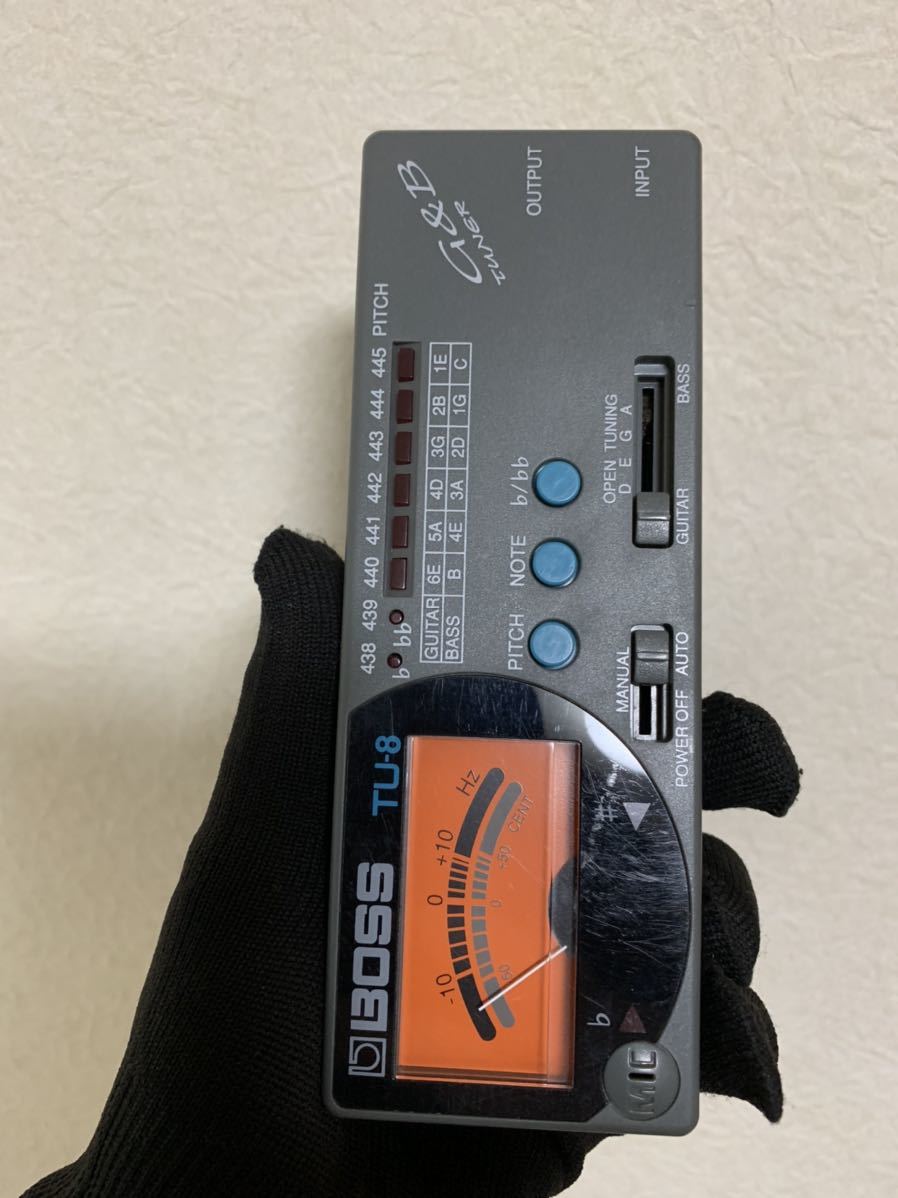 BOSS TU-8
-10 0 +10 Hz
50 0 +50 CENT
♭ #
MIC
438 439 440 441 442 443 444 445 PITCH
♭ ♭♭
GUITAR 6E 5A 4D 3G 2B 1E
BASS B 4E 3A 2D 1G C
G&B
TUNER
PITCH NOTE ♭/♭♭
OUTPUT
OPEN TUNING
MANUAL
D E G A
INPUT
POWER OFF AUTO
GUITAR BASS